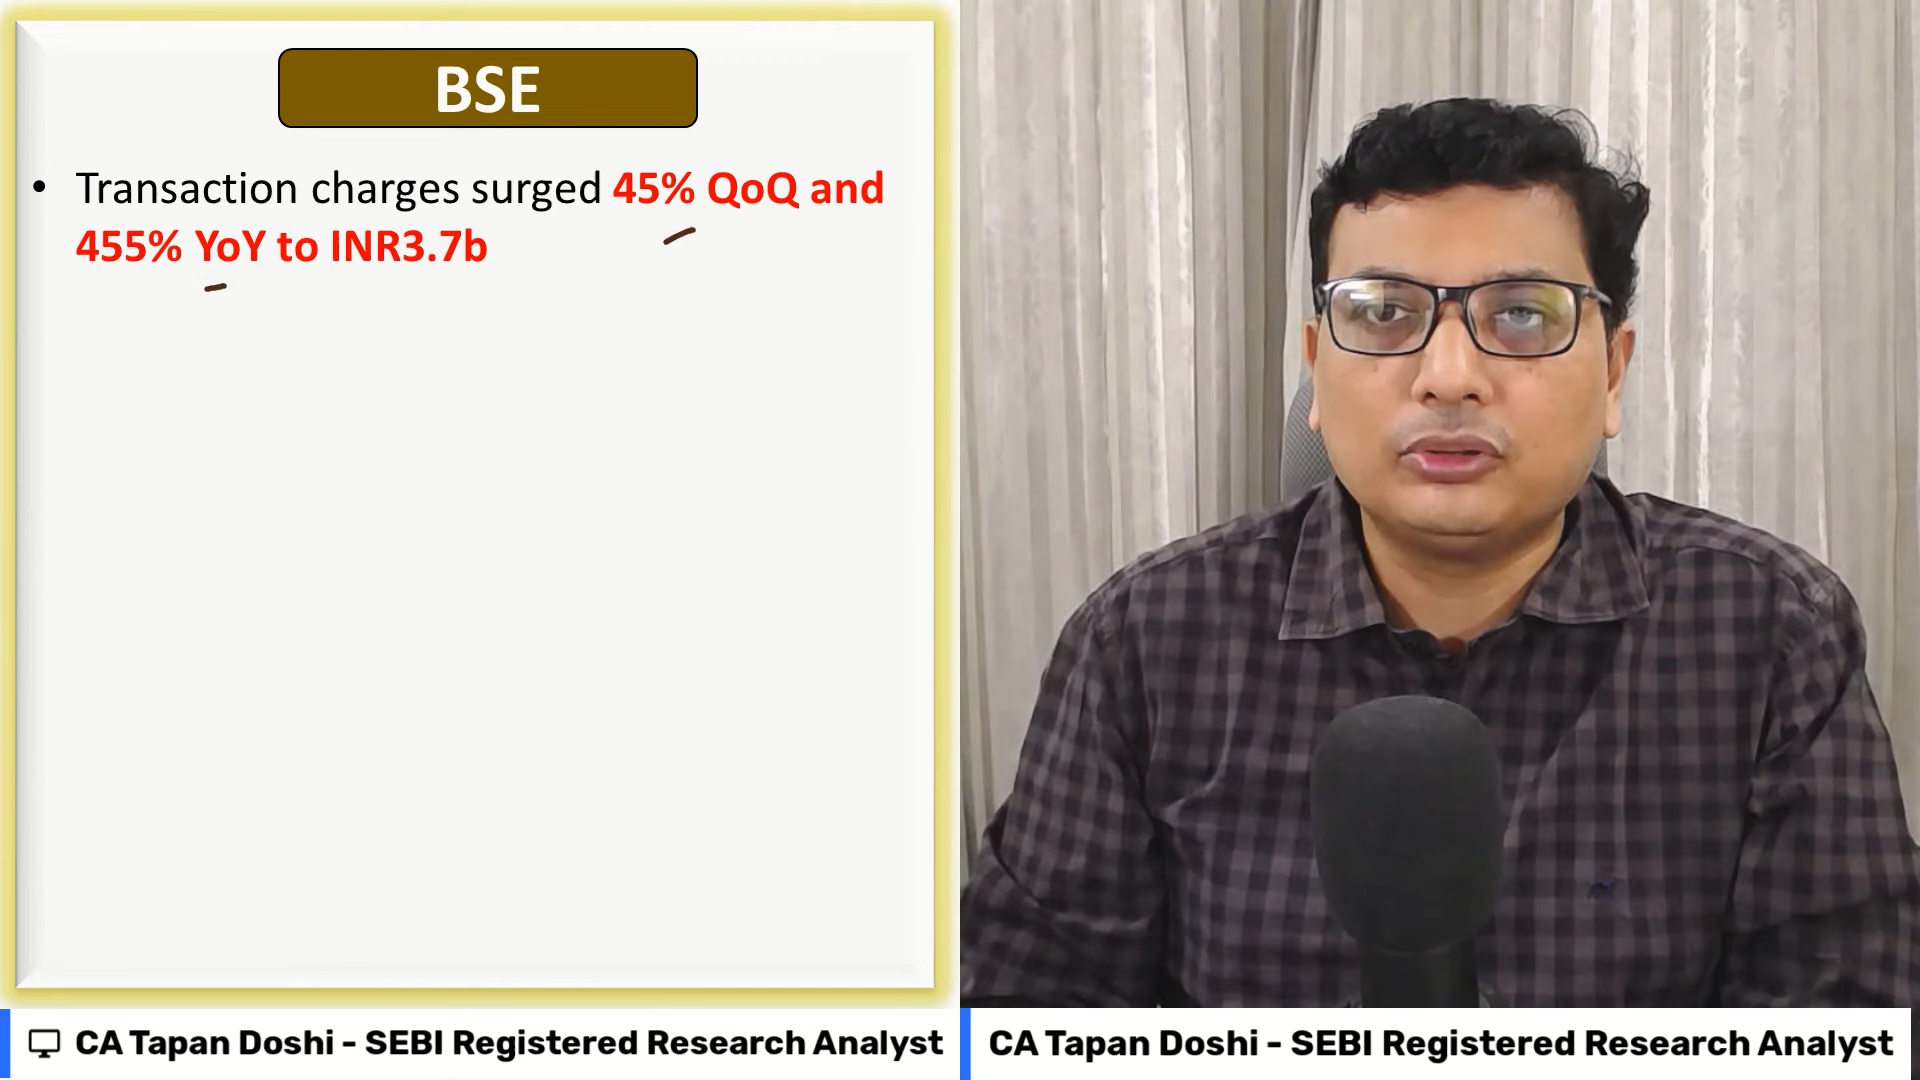 BSE
• Transaction charges surged 45% QoQ and
455% YoY to INR3.7b
CA Tapan Doshi - SEBI Registered Research Analyst
CA Tapan Doshi - SEBI Registered Research Analyst